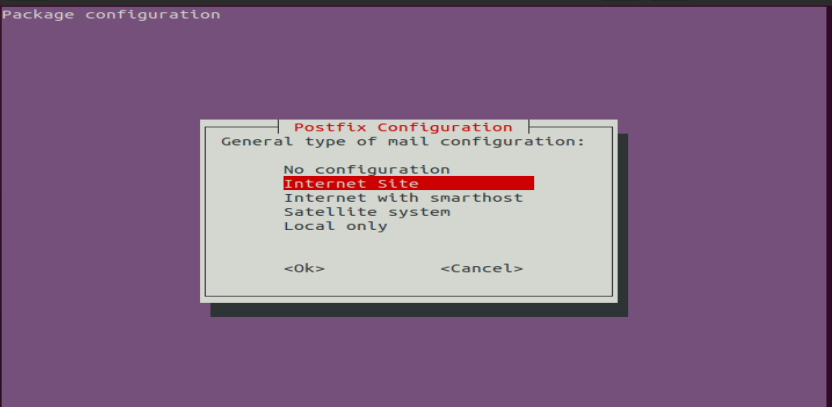 Package configuration
Postfix Configuration
General type of mail configuration:
No configuration
Internet Site
Internet with smarthost
Satellite system
Local only
<Ok> <Cancel>